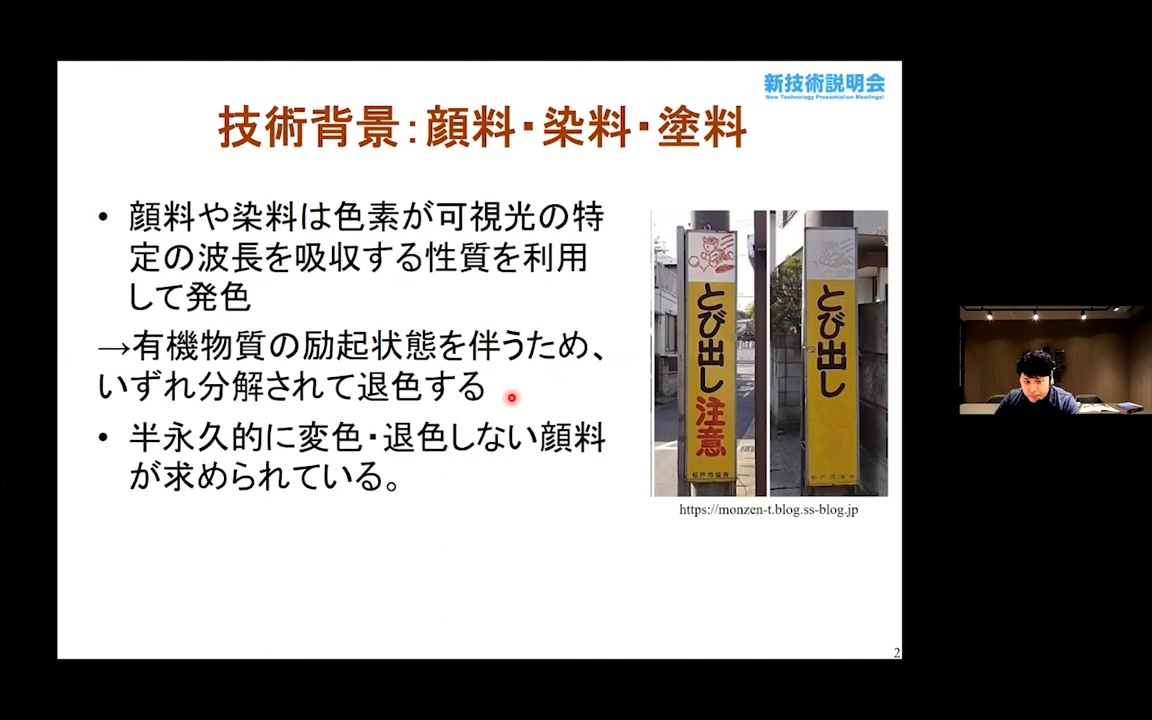 新技術説明会
New Technology Presentation Meetings!
技術背景:顔料・染料・塗料
• 顔料や染料は色素が可視光の特
定の波長を吸収する性質を利用
して発色
→有機物質の励起状態を伴うため、
いずれ分解されて退色する
• 半永久的に変色・退色しない顔料
が求められている。
とび出し注意
松戸市役所
とび出し
https://monzen-t.blog.ss-blog.jp
2